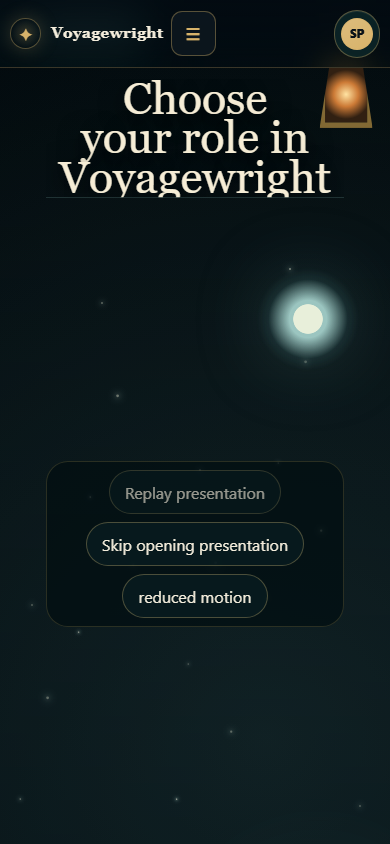 Voyagewright
SP
Choose
your role in
Voyagewright
Replay presentation
Skip opening presentation
reduced motion